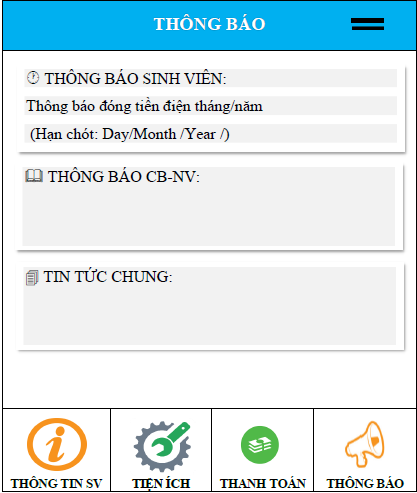 THÔNG BÁO
THÔNG BÁO SINH VIÊN:
Thông báo đóng tiền điện tháng/năm
(Hạn chót: Day/Month /Year /)
THÔNG BÁO CB-NV:
TIN TỨC CHUNG:
THÔNG TIN SV
TIỆN ÍCH
THANH TOÁN
THÔNG BÁO